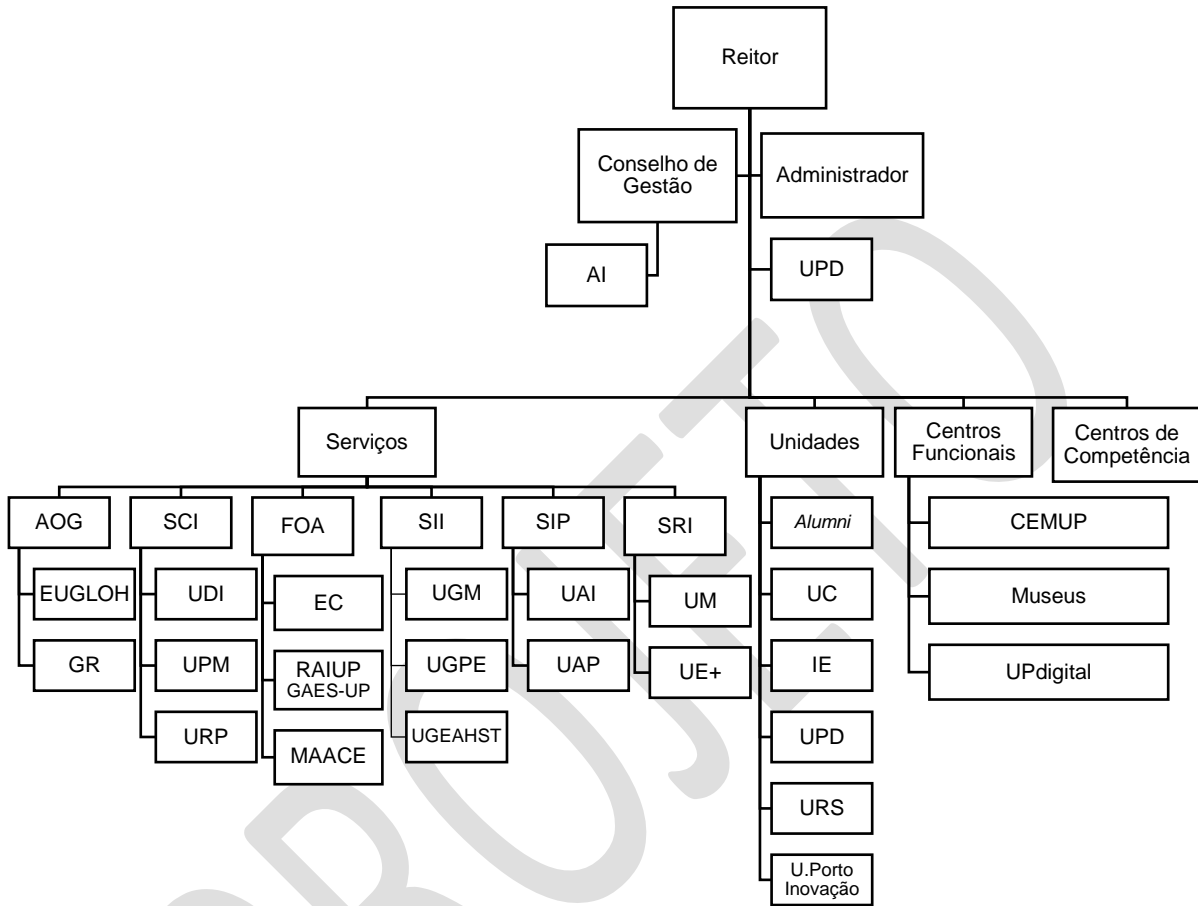 Reitor
Conselho de
Gestão
Administrador
AI
UPD
Serviços
Unidades
Centros
Funcionais
Centros de
Competência
AOG
SCI
FOA
SII
SIP
SRI
Alumni
CEMUP
EUGLOH
UDI
EC
UGM
UAI
UM
UC
Museus
GR
UPM
RAIUP
GAES-UP
UGPE
UAP
UE+
IE
UPdigital
URP
MAACE
UGEAHST
UPD
URS
U.Porto
Inovação
PROJETO